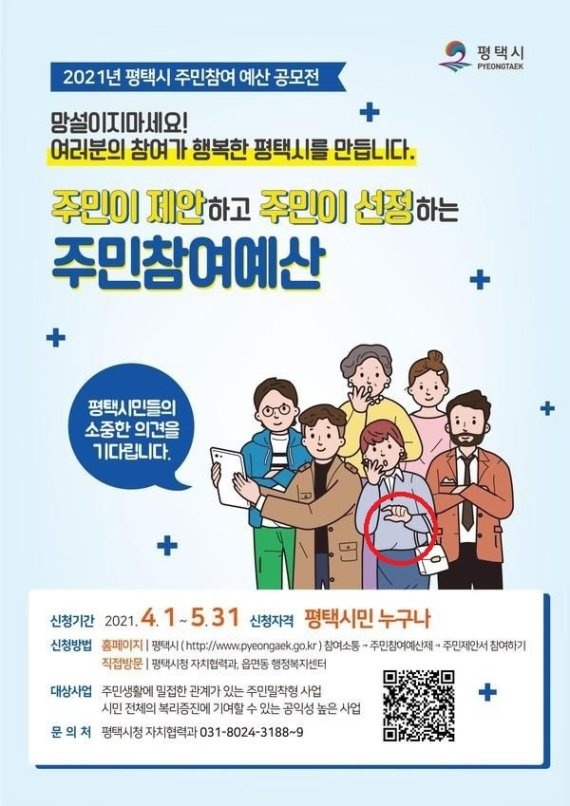 평택시
PYEONGTAEK
2021년 평택시 주민참여 예산 공모전
망설이지마세요!
여러분의 참여가 행복한 평택시를 만듭니다.
주민이 제안하고 주민이 선정하는
주민참여예산
평택시민들의
소중한 의견을
기다립니다.
신청기간 2021. 4. 1 ~ 5. 31 신청자격 평택시민 누구나
신청방법 홈페이지 | 평택시 ( http://www.pyeongaek.go.kr ) 참여소통 → 주민참여예산제 → 주민제안서 참여하기
직접방문 | 평택시청 자치협력과, 읍면동 행정복지센터
대상사업 주민생활에 밀접한 관계가 있는 주민밀착형 사업
시민 전체의 복리증진에 기여할 수 있는 공익성 높은 사업
문 의 처 평택시청 자치협력과 031-8024-3188~9